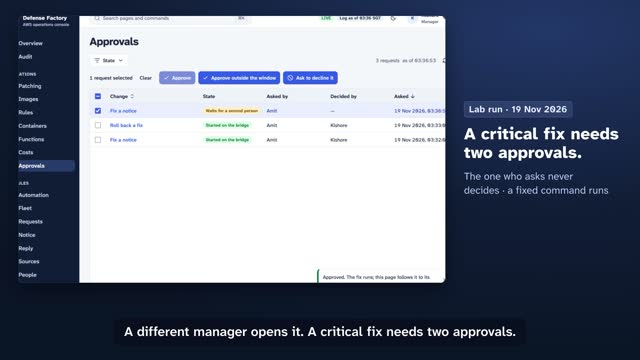 Defense Factory
AWS operations console
Search pages and commands
LIVE
Log as of 03:36 SGT
K
Manager
Overview
Audit
ATIONS
Patching
Images
Rules
Containers
Functions
Costs
Approvals
Automation
Fleet
Requests
Notice
Reply
Sources
People
Approvals
State
3 requests as of 03:36:53
1 request selected
Clear
Approve
Approve outside the window
Ask to decline it
Change
State
Asked by
Decided by
Asked
Fix a notice
Waits for a second person
Amit
—
19 Nov 2026, 03:36:5
Roll back a fix
Started on the bridge
Amit
Kishore
19 Nov 2026, 03:33:0
Fix a notice
Started on the bridge
Amit
Kishore
19 Nov 2026, 03:32:0
Approved. The fix runs; this page follows it to its
Lab run · 19 Nov 2026
A critical fix needs
two approvals.
The one who asks never
decides · a fixed command runs
A different manager opens it. A critical fix needs two approvals.